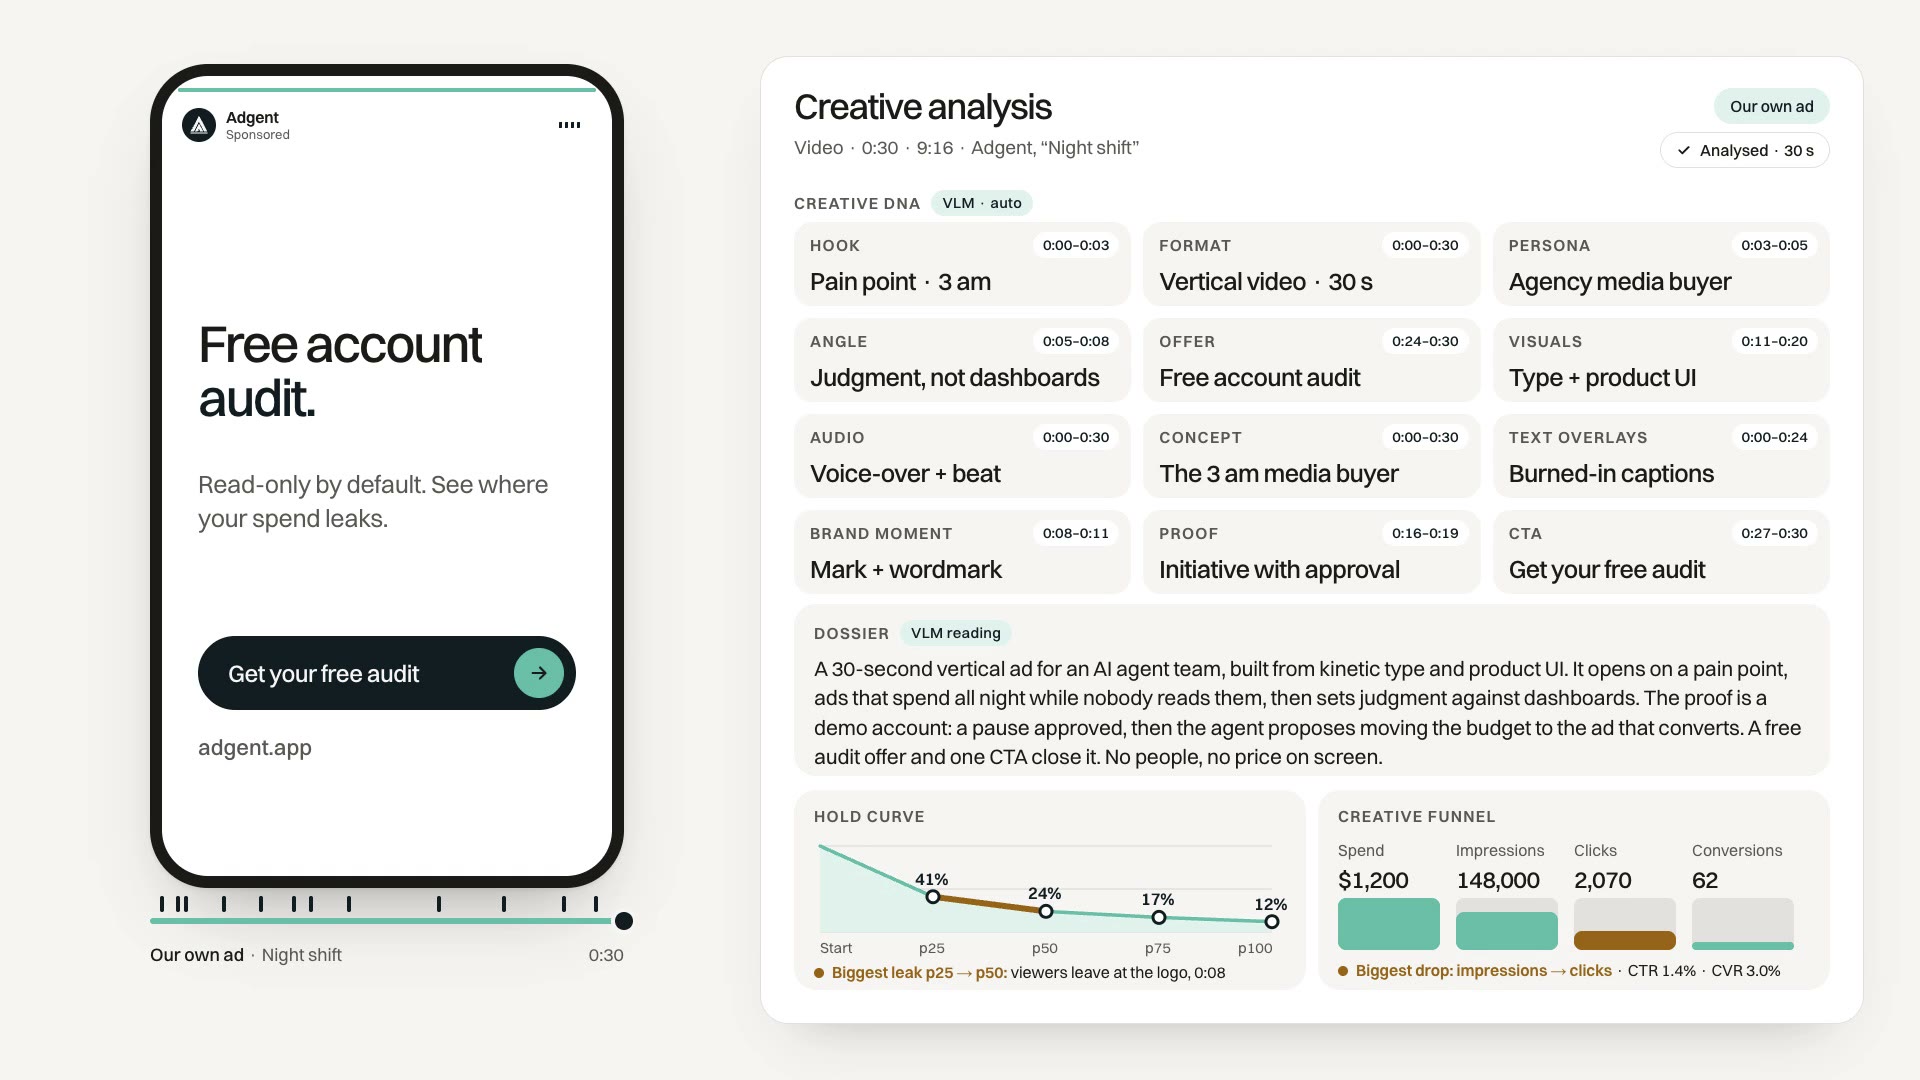 Adgent
Sponsored
Free account
audit.
Read-only by default. See where
your spend leaks.
Get your free audit
adgent.app
Our own ad · Night shift
0:30
Creative analysis
Our own ad
Video · 0:30 · 9:16 · Adgent, “Night shift”
Analysed · 30 s
CREATIVE DNA
VLM · auto
HOOK
0:00–0:03
Pain point · 3 am
FORMAT
0:00–0:30
Vertical video · 30 s
PERSONA
0:03–0:05
Agency media buyer
ANGLE
0:05–0:08
Judgment, not dashboards
OFFER
0:24–0:30
Free account audit
VISUALS
0:11–0:20
Type + product UI
AUDIO
0:00–0:30
Voice-over + beat
CONCEPT
0:00–0:30
The 3 am media buyer
TEXT OVERLAYS
0:00–0:24
Burned-in captions
BRAND MOMENT
0:08–0:11
Mark + wordmark
PROOF
0:16–0:19
Initiative with approval
CTA
0:27–0:30
Get your free audit
DOSSIER
VLM reading
A 30-second vertical ad for an AI agent team, built from kinetic type and product UI. It opens on a pain point,
ads that spend all night while nobody reads them, then sets judgment against dashboards. The proof is a
demo account: a pause approved, then the agent proposes moving the budget to the ad that converts. A free
audit offer and one CTA close it. No people, no price on screen.
HOLD CURVE
41%
24%
17%
12%
Start
p25
p50
p75
p100
Biggest leak p25 → p50: viewers leave at the logo, 0:08
CREATIVE FUNNEL
Spend
$1,200
Impressions
148,000
Clicks
2,070
Conversions
62
Biggest drop: impressions → clicks · CTR 1.4% · CVR 3.0%